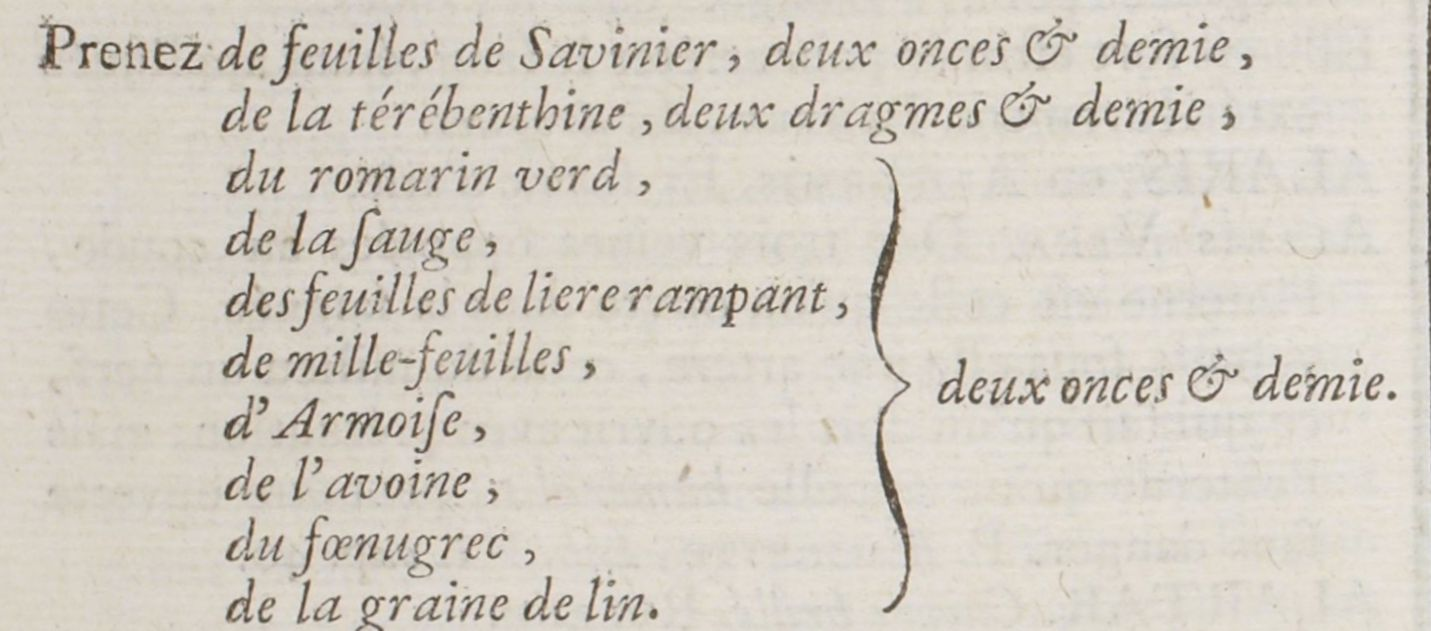 Prenez de feuilles de Savinier, deux onces & demie,
de la térébenthine, deux dragmes & demie,
du romarin verd,
de la ſauge,
des feuilles de liere rampant,
de mille-feuilles,
deux onces & demie.
d'Armoiſe,
de l'avoine,
du fœnugrec,
de la graine de lin.